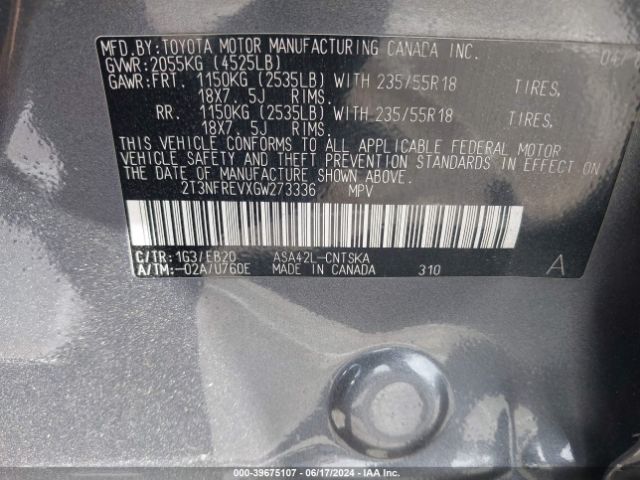 MFD. BY: TOYOTA MOTOR MANUFACTURING CANADA INC. 04/
GVWR: 2055KG (4525LB)
GAWR: FRT. 1150KG (2535LB) WITH 235/55R18 TIRES,
18X7. 5J RIMS.
RR. 1150KG (2535LB) WITH 235/55R18 TIRES,
18X7. 5J RIMS.
THIS VEHICLE CONFORMS TO ALL APPLICABLE FEDERAL MOTOR
VEHICLE SAFETY AND THEFT PREVENTION STANDARDS IN EFFECT ON
THE DATE OF MANUFACTURE SHOWN ABOVE.
2T3NFREVXGW273336 MPV
C/TR: 1G3/EB20 ASA42L-CNTSKA
A/TM: -02A/U760E MADE IN CANADA 310 A
000-39675107 - 06/17/2024 - IAAI.COM